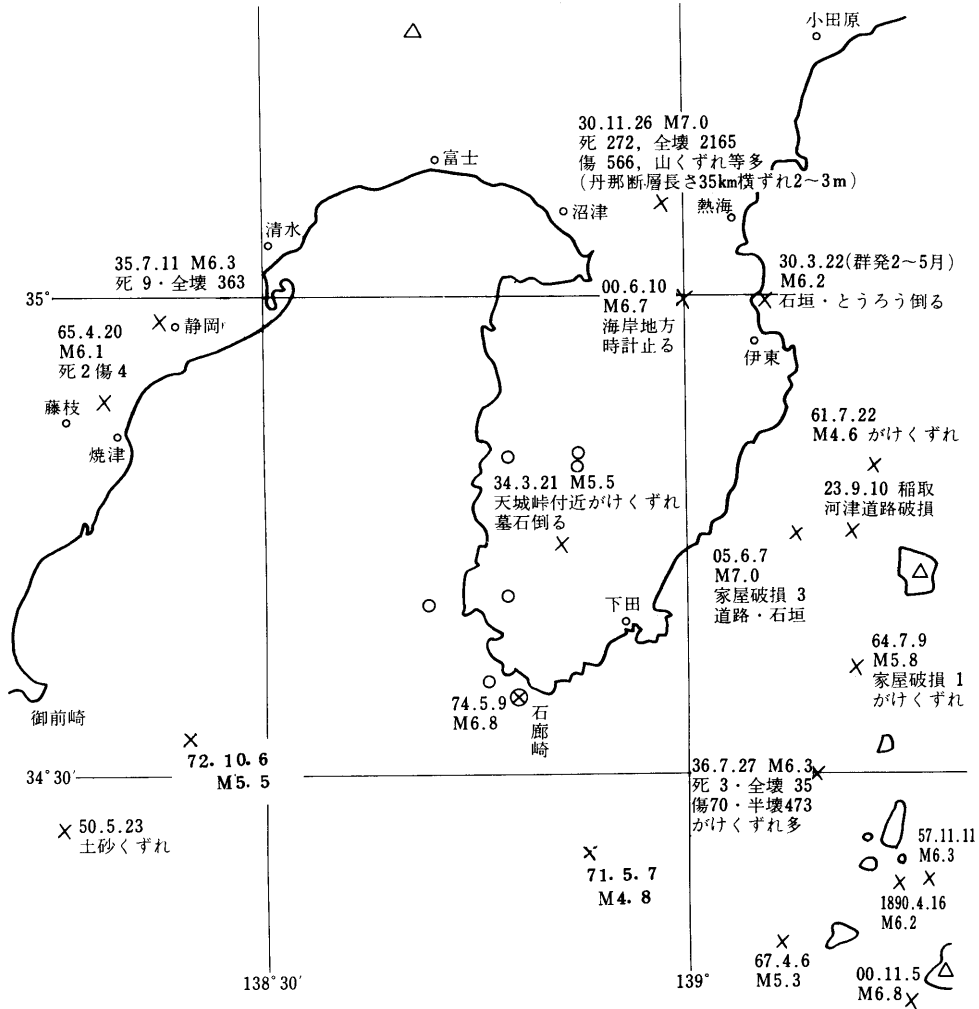 小田原
30.11.26 M7.0
死 272, 全壊 2165
傷 566, 山くずれ等多
(丹那断層長さ35km横ずれ2～3m)
富士
沼津
熱海
清水
35.7.11 M6.3
死 9・全壊 363
30.3.22(群発2～5月)
M6.2
石垣・とうろう倒る
35°
00.6.10
M6.7
海岸地方
時計止る
静岡
65.4.20
M6.1
死 2 傷 4
伊東
藤枝
焼津
61.7.22
M4.6 がけくずれ
34.3.21 M5.5
天城峠付近がけくずれ
墓石倒る
23.9.10 稲取
河津道路破損
05.6.7
M7.0
家屋破損 3
道路・石垣
下田
64.7.9
M5.8
家屋破損 1
がけくずれ
御前崎
74.5.9
M6.8
石廊崎
72.10.6
M5.5
34°30′
36.7.27 M6.3
死 3・全壊 35
傷70・半壊473
がけくずれ多
50.5.23
土砂くずれ
57.11.11
M6.3
71.5.7
M4.8
1890.4.16
M6.2
67.4.6
M5.3
00.11.5
M6.8
138°30′
139°